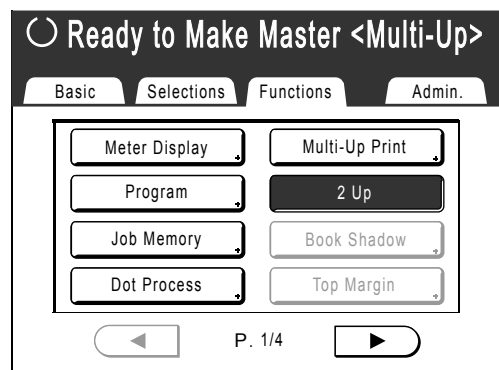 Ready to Make Master <Multi-Up>
Basic Selections Functions Admin.
Meter Display Multi-Up Print
Program 2 Up
Job Memory Book Shadow
Dot Process Top Margin
P. 1/4